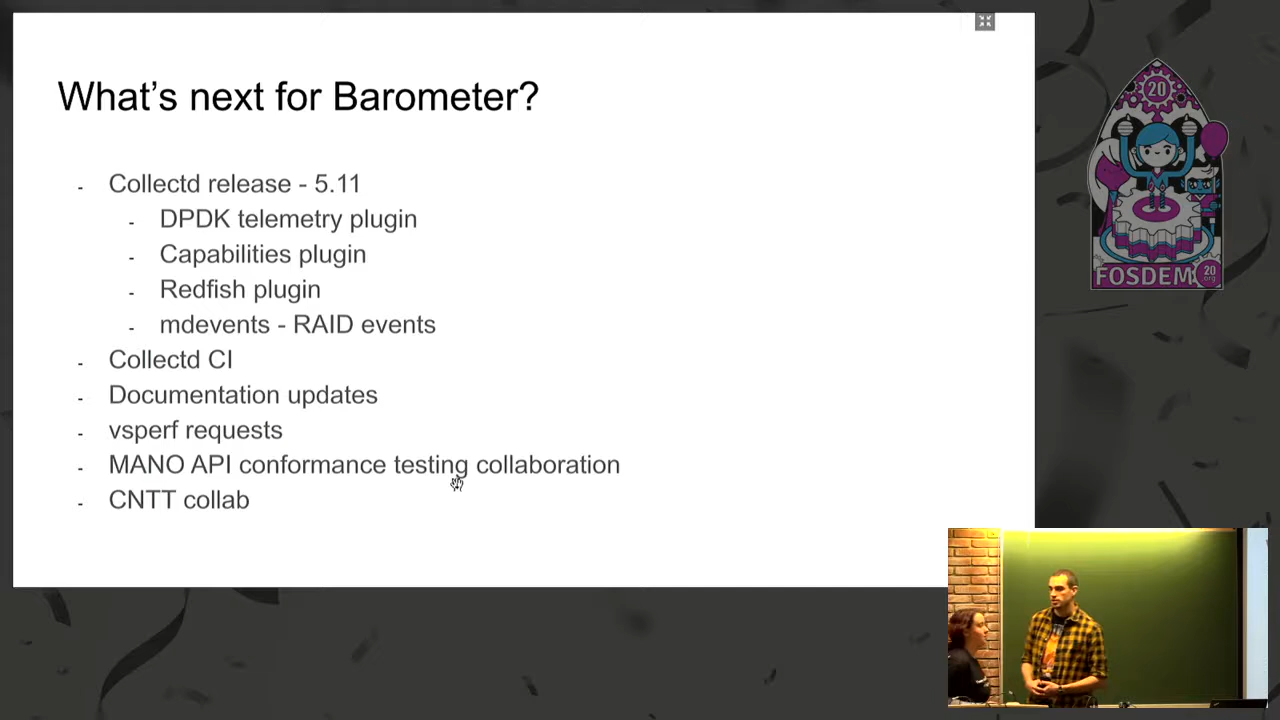 What's next for Barometer?
- Collectd release - 5.11
- DPDK telemetry plugin
- Capabilities plugin
- Redfish plugin
- mdevents - RAID events
- Collectd CI
- Documentation updates
- vsperf requests
- MANO API conformance testing collaboration
- CNTT collab
20
FOSDEM 20
.org